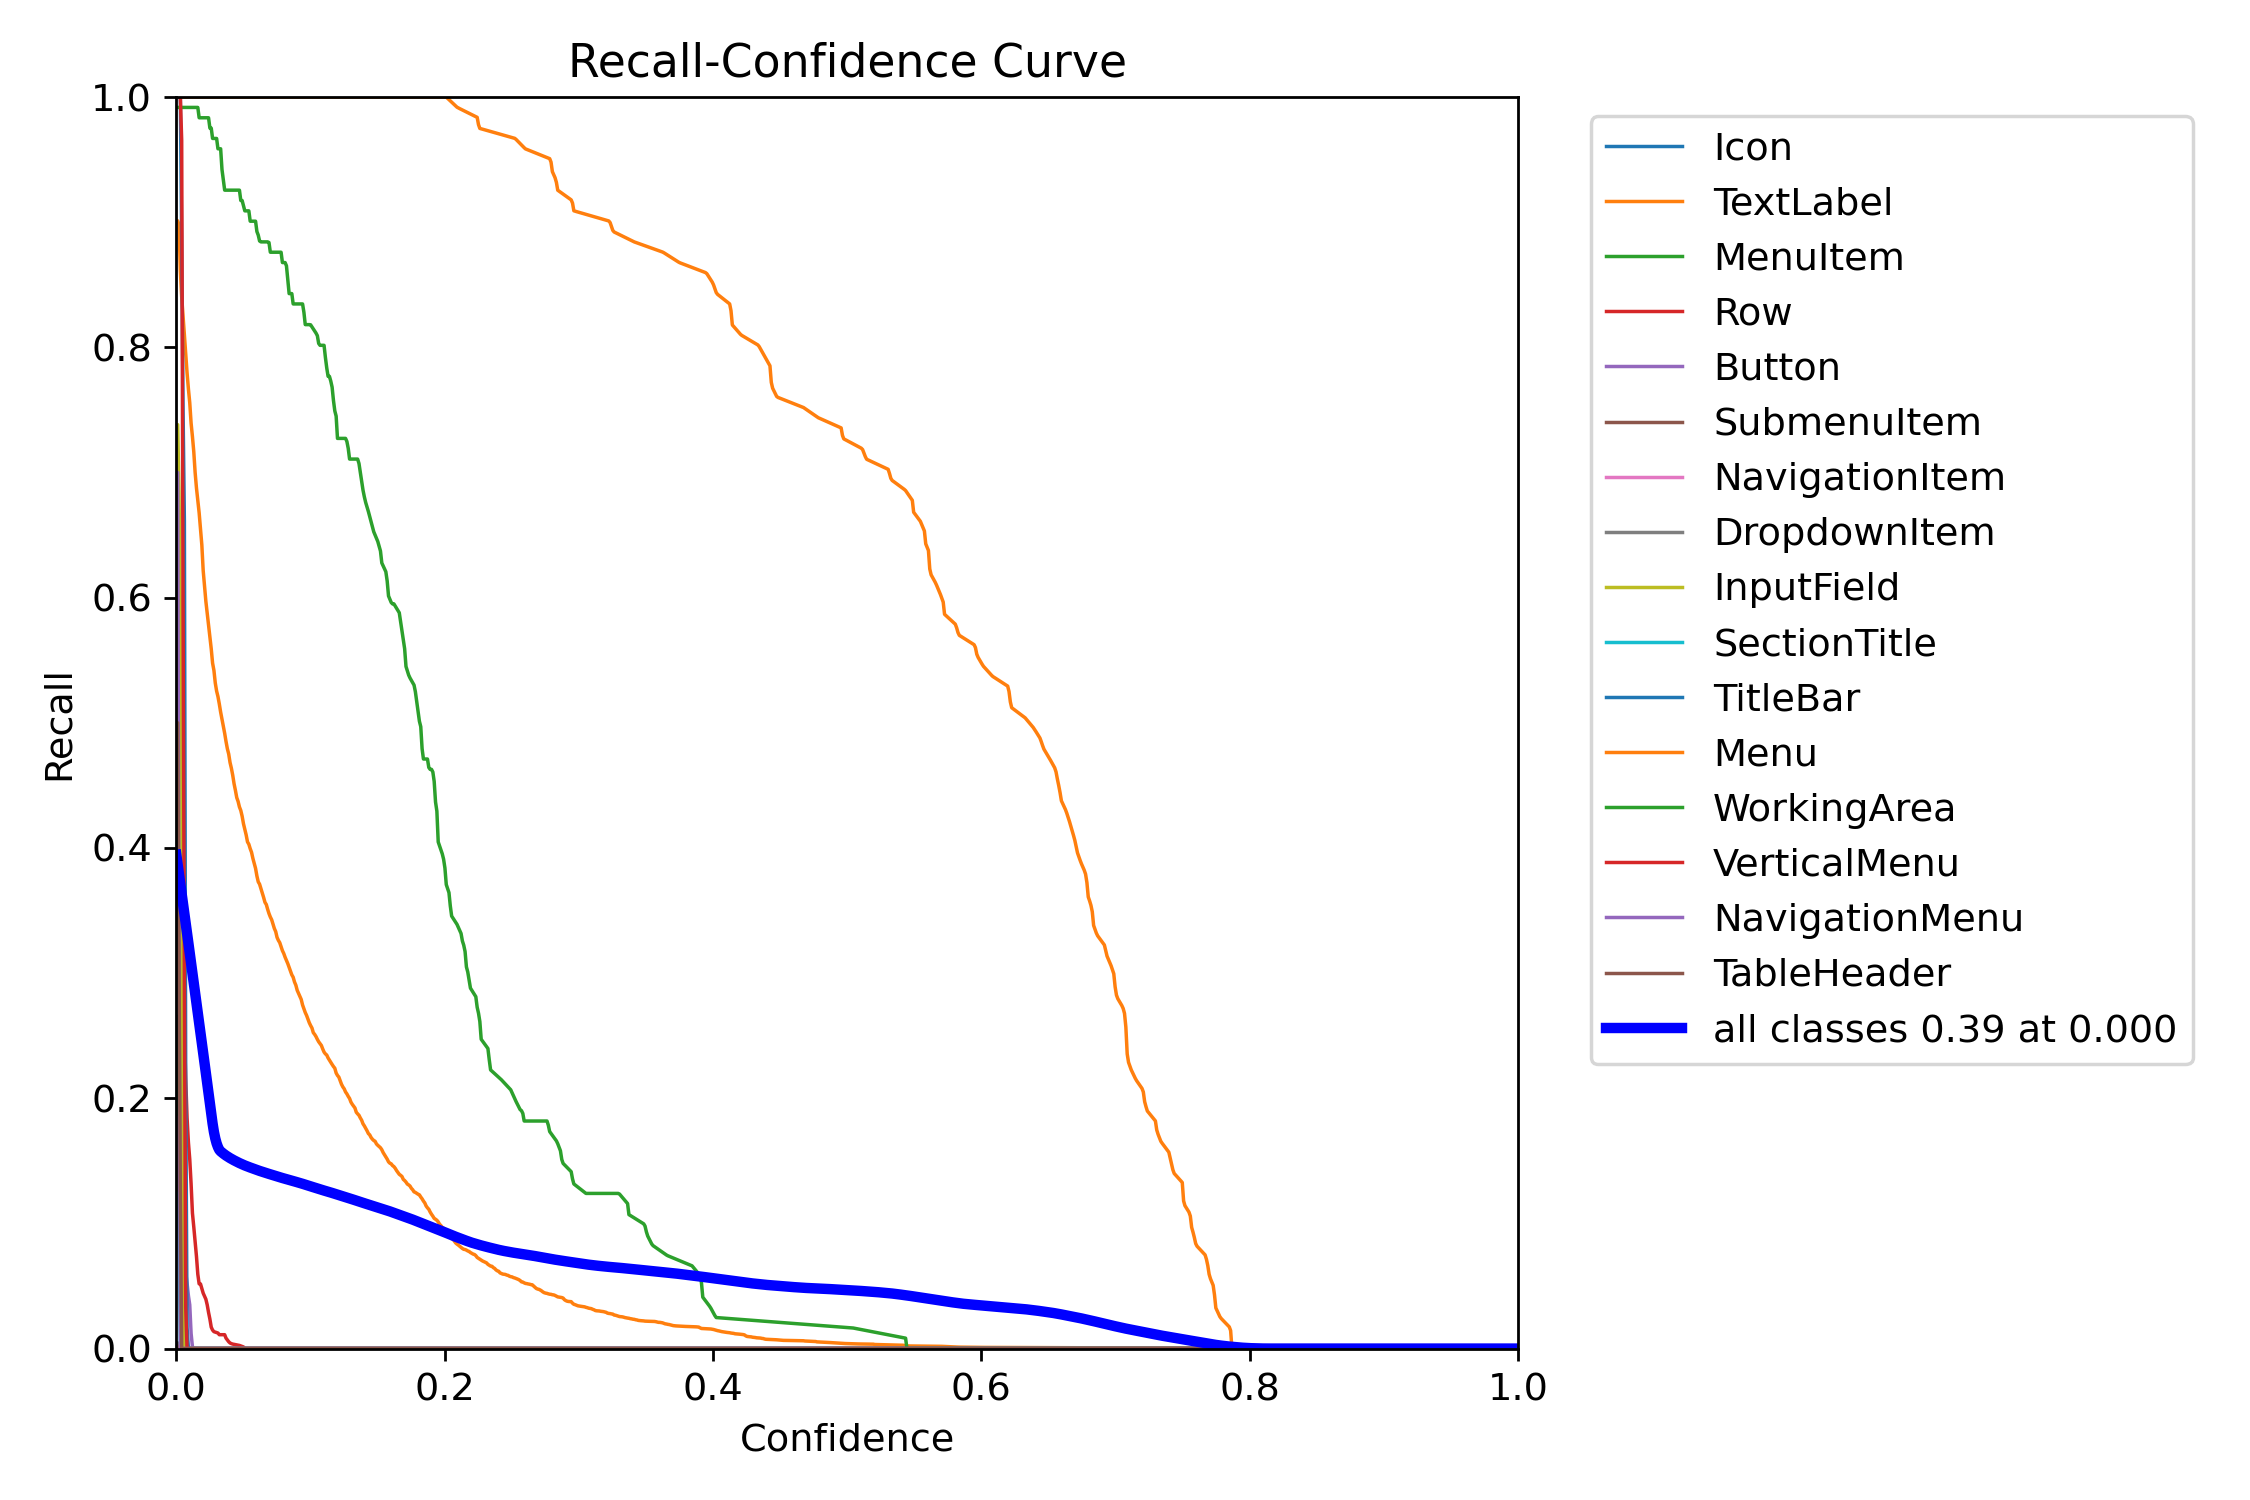 Recall-Confidence Curve
1.0
0.8
0.6
0.4
0.2
0.0
Recall
0.0 0.2 0.4 0.6 0.8 1.0
Confidence
Icon
TextLabel
MenuItem
Row
Button
SubmenuItem
NavigationItem
DropdownItem
InputField
SectionTitle
TitleBar
Menu
WorkingArea
VerticalMenu
NavigationMenu
TableHeader
all classes 0.39 at 0.000